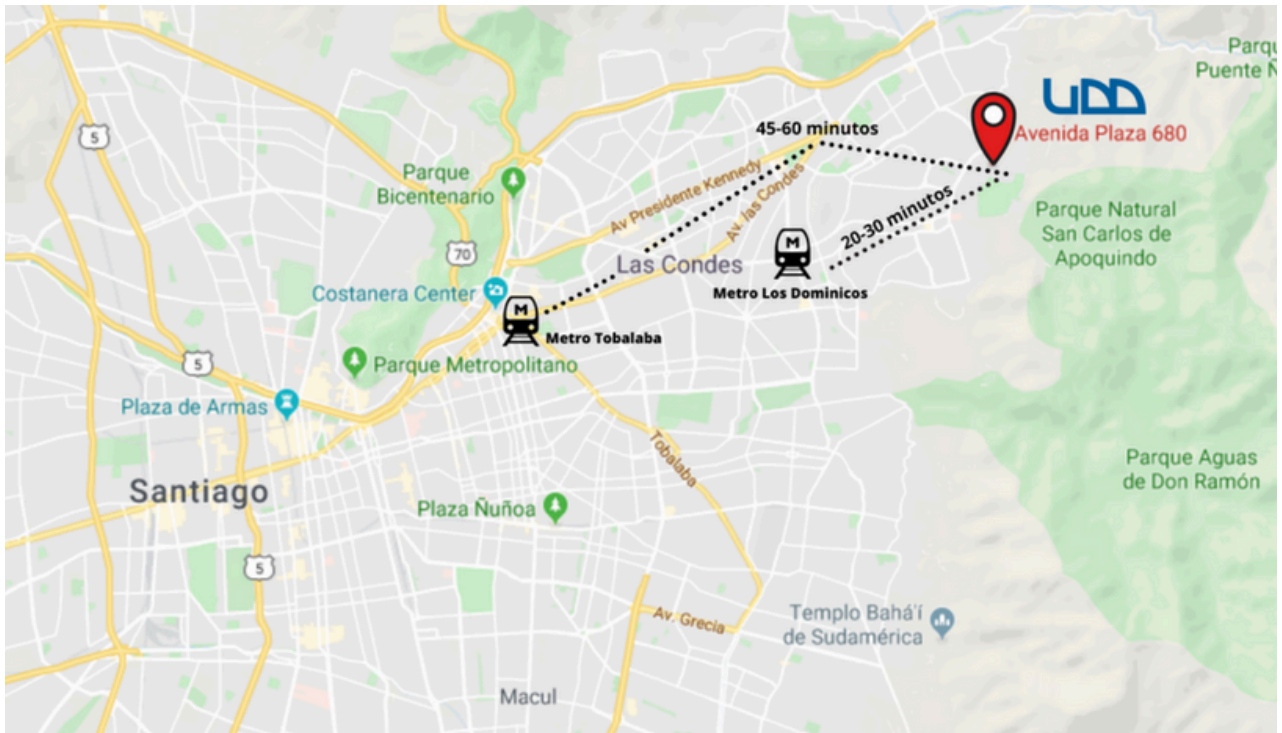 Parqu
Puente Ñ
UDD
Avenida Plaza 680
5
45-60 minutos
Parque
Bicentenario
Av Presidente Kennedy
Av. las Condes
20-30 minutos
M
Parque Natural
San Carlos de
Apoquindo
70
Las Condes
Metro Los Dominicos
Costanera Center
M
Metro Tobalaba
5
Parque Metropolitano
Plaza de Armas
Tobalaba
Parque Aguas
de Don Ramón
Santiago
Plaza Ñuñoa
5
Av. Grecia
Templo Bahá'í
de Sudamérica
Macul